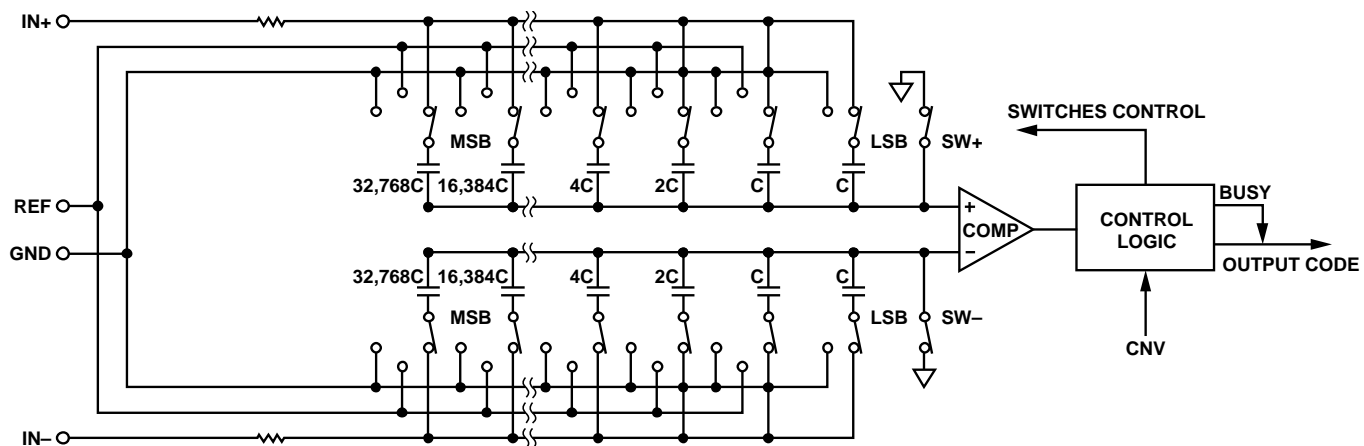 IN+
SWITCHES CONTROL
MSB
LSB
SW+
32,768C 16,384C 4C 2C C C
BUSY
REF
+
COMP
−
CONTROL
LOGIC
GND
OUTPUT CODE
32,768C 16,384C 4C 2C C C
MSB
LSB
SW−
CNV
IN−